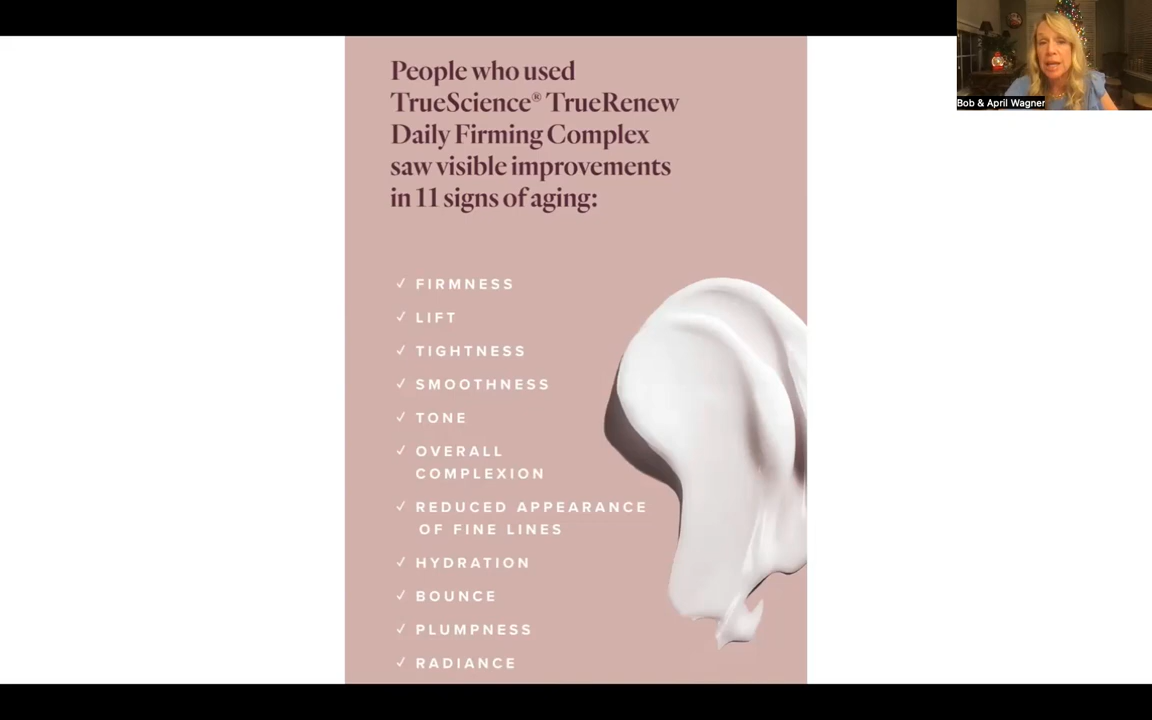 People who used
TrueScience® TrueRenew
Daily Firming Complex
saw visible improvements
in 11 signs of aging:
✓ FIRMNESS
✓ LIFT
✓ TIGHTNESS
✓ SMOOTHNESS
✓ TONE
✓ OVERALL
COMPLEXION
✓ REDUCED APPEARANCE
OF FINE LINES
✓ HYDRATION
✓ BOUNCE
✓ PLUMPNESS
✓ RADIANCE
Bob & April Wagner